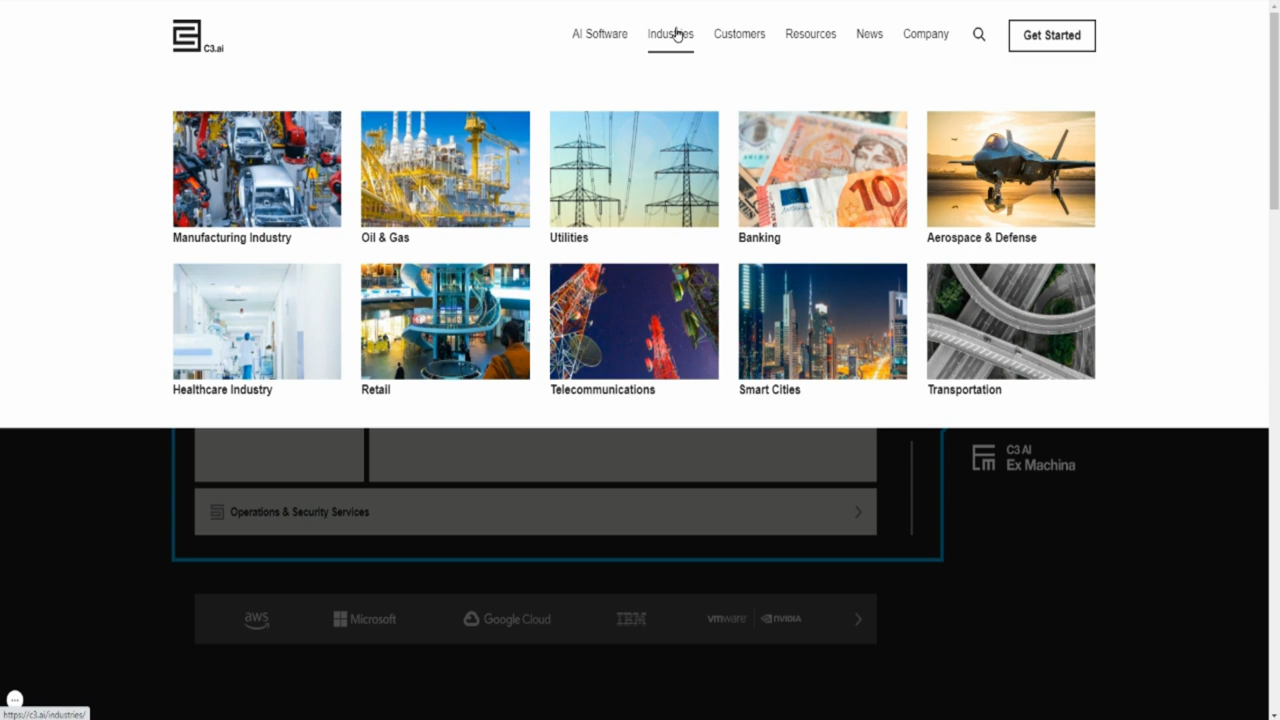 C3.ai
AI Software Industries Customers Resources News Company Get Started
Manufacturing Industry Oil & Gas Utilities Banking Aerospace & Defense
10
Healthcare Industry Retail Telecommunications Smart Cities Transportation
C3 AI
Ex Machina
Operations & Security Services
aws Microsoft Google Cloud IBM vmware NVIDIA
https://c3.ai/industries/